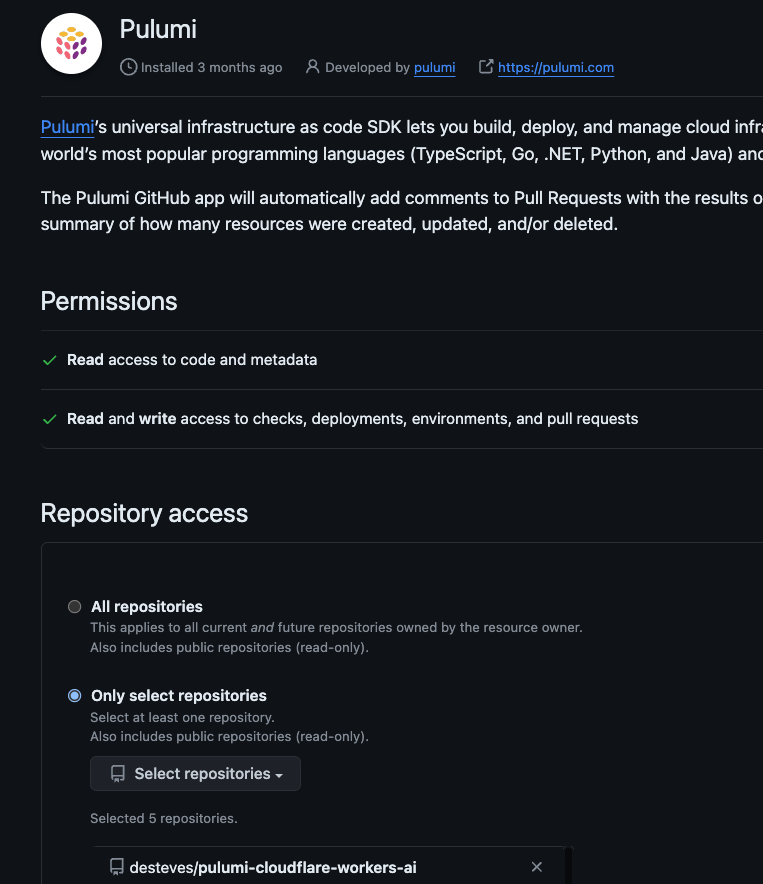 Pulumi
Installed 3 months ago Developed by pulumi https://pulumi.com
Pulumi's universal infrastructure as code SDK lets you build, deploy, and manage cloud infra
world's most popular programming languages (TypeScript, Go, .NET, Python, and Java) and
The Pulumi GitHub app will automatically add comments to Pull Requests with the results o
summary of how many resources were created, updated, and/or deleted.
Permissions
Read access to code and metadata
Read and write access to checks, deployments, environments, and pull requests
Repository access
All repositories
This applies to all current and future repositories owned by the resource owner.
Also includes public repositories (read-only).
Only select repositories
Select at least one repository.
Also includes public repositories (read-only).
Select repositories
Selected 5 repositories.
desteves/pulumi-cloudflare-workers-ai